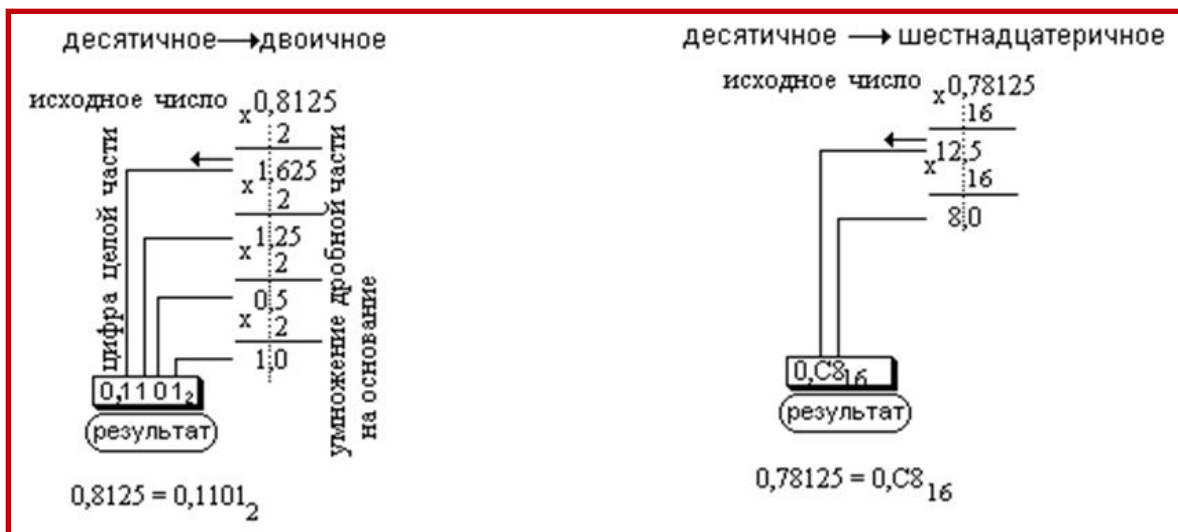 десятичное → двоичное
исходное число x 0,8125
2
x 1,625
2
x 1,25
2
x 0,5
2
1,0
цифра целой части
умножение дробной части
на основание
0,1101₂
(результат)
0,8125 = 0,1101₂
десятичное → шестнадцатеричное
исходное число x 0,78125
16
x 12,5
16
8,0
0,C8₁₆
(результат)
0,78125 = 0,C8₁₆